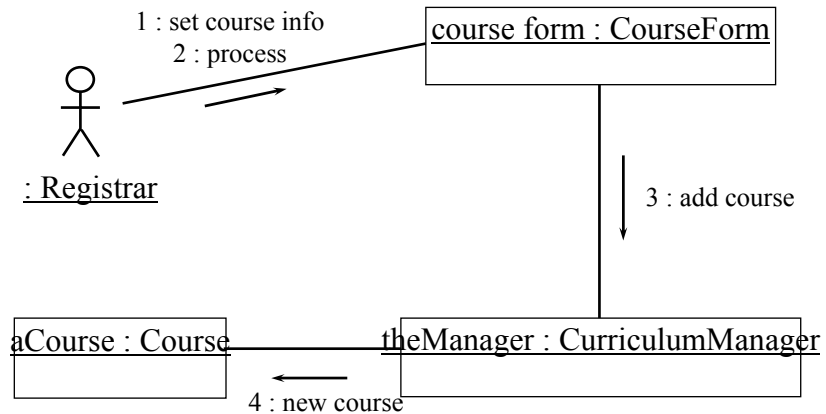 1 : set course info
2 : process
course form : CourseForm
: Registrar
3 : add course
aCourse : Course
theManager : CurriculumManager
4 : new course